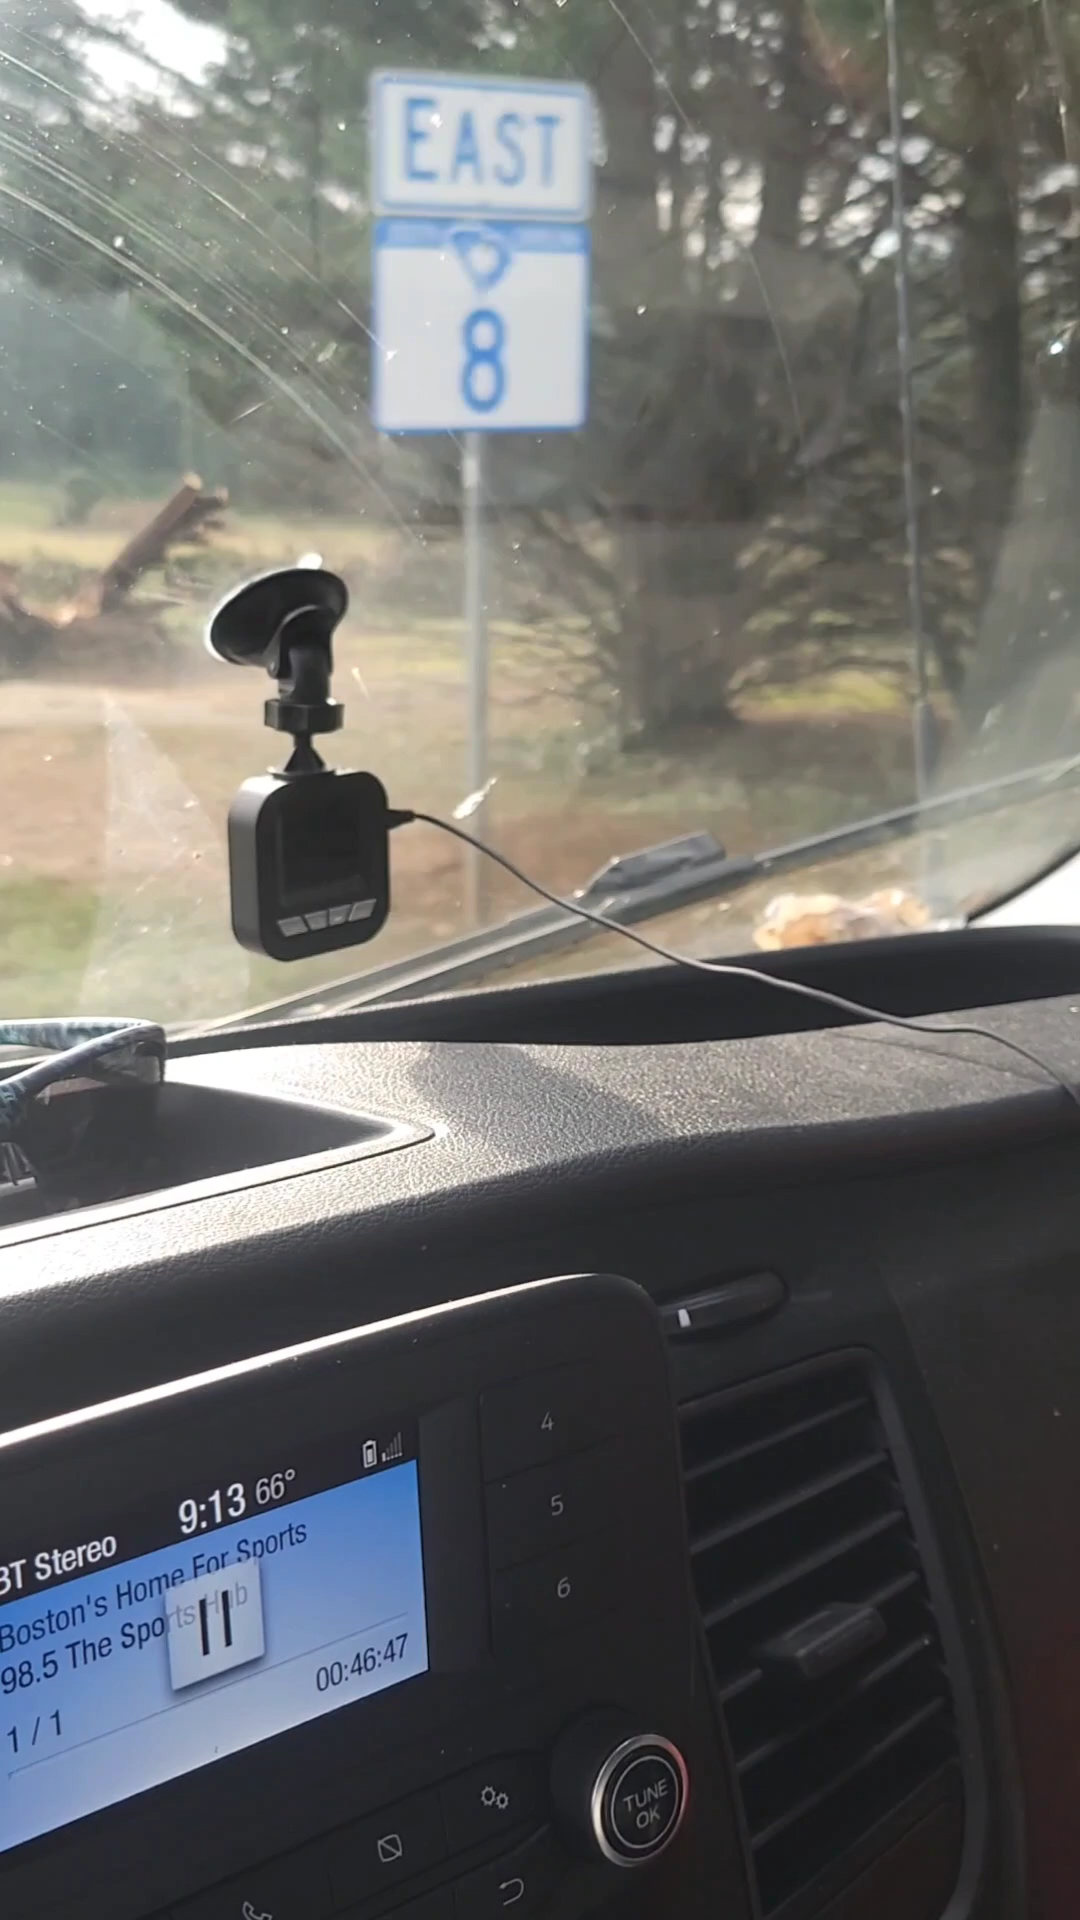 EAST
8
9:13 66°
BT Stereo
Boston's Home For Sports
98.5 The Sports Hub
00:46:47
1 / 1
4
5
6
TUNE
OK